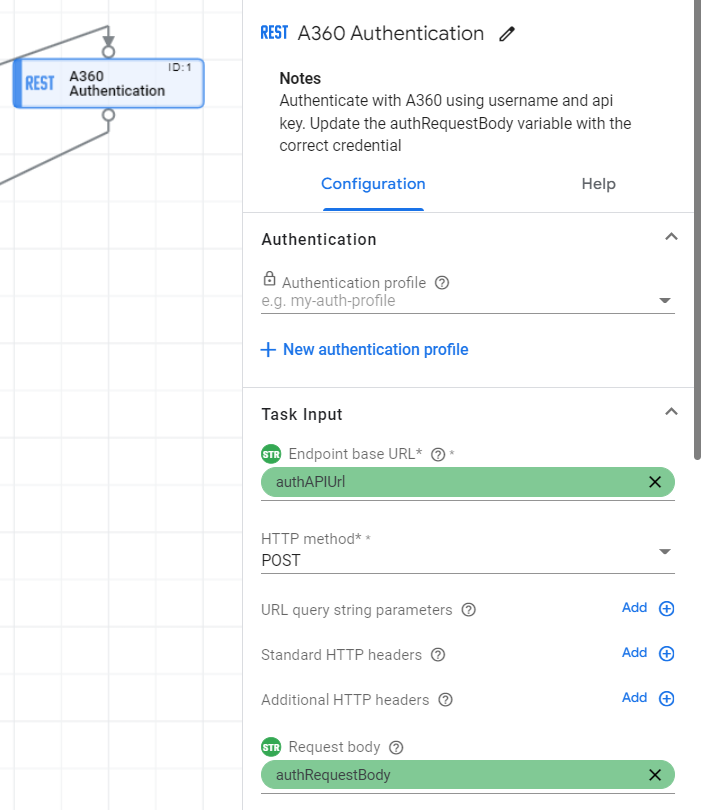 REST A360 Authentication
ID:1
REST
A360
Authentication
Notes
Authenticate with A360 using username and api
key. Update the authRequestBody variable with the
correct credential
Configuration Help
Authentication
Authentication profile
e.g. my-auth-profile
New authentication profile
Task Input
STR Endpoint base URL* *
authAPIUrl
HTTP method* *
POST
URL query string parameters Add
Standard HTTP headers Add
Additional HTTP headers Add
STR Request body
authRequestBody